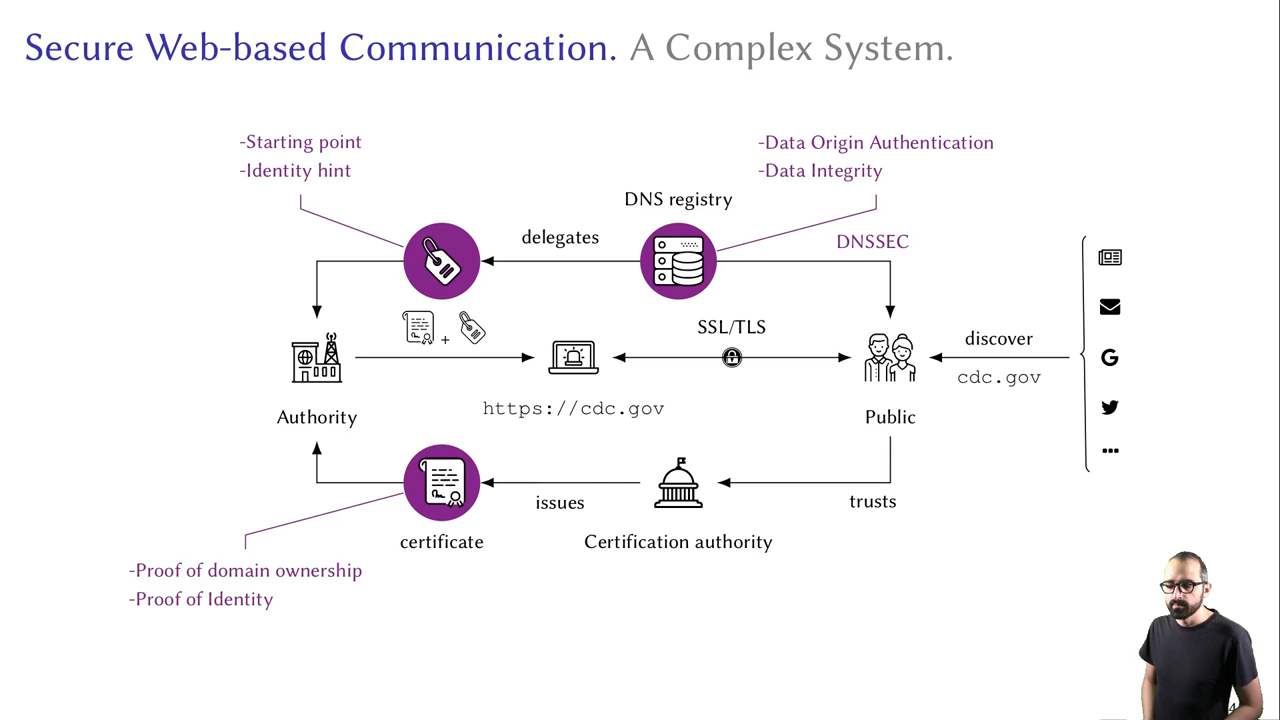 Secure Web-based Communication. A Complex System.
-Starting point
-Identity hint
-Data Origin Authentication
-Data Integrity
DNS registry
delegates
DNSSEC
+
SSL/TLS
discover
cdc.gov
https://cdc.gov
Authority
Public
issues
trusts
certificate
Certification authority
-Proof of domain ownership
-Proof of Identity